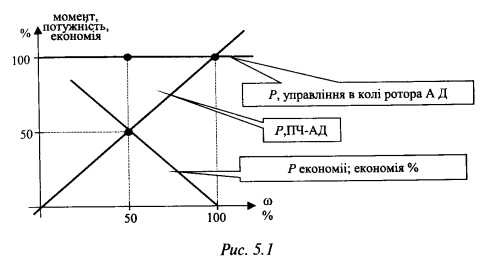 момент,
потужність,
економія
%
100
P, управління в колі ротора А Д
P,ПЧ-АД
50
P економії; економія %
50
100
ω
%
Рис. 5.1